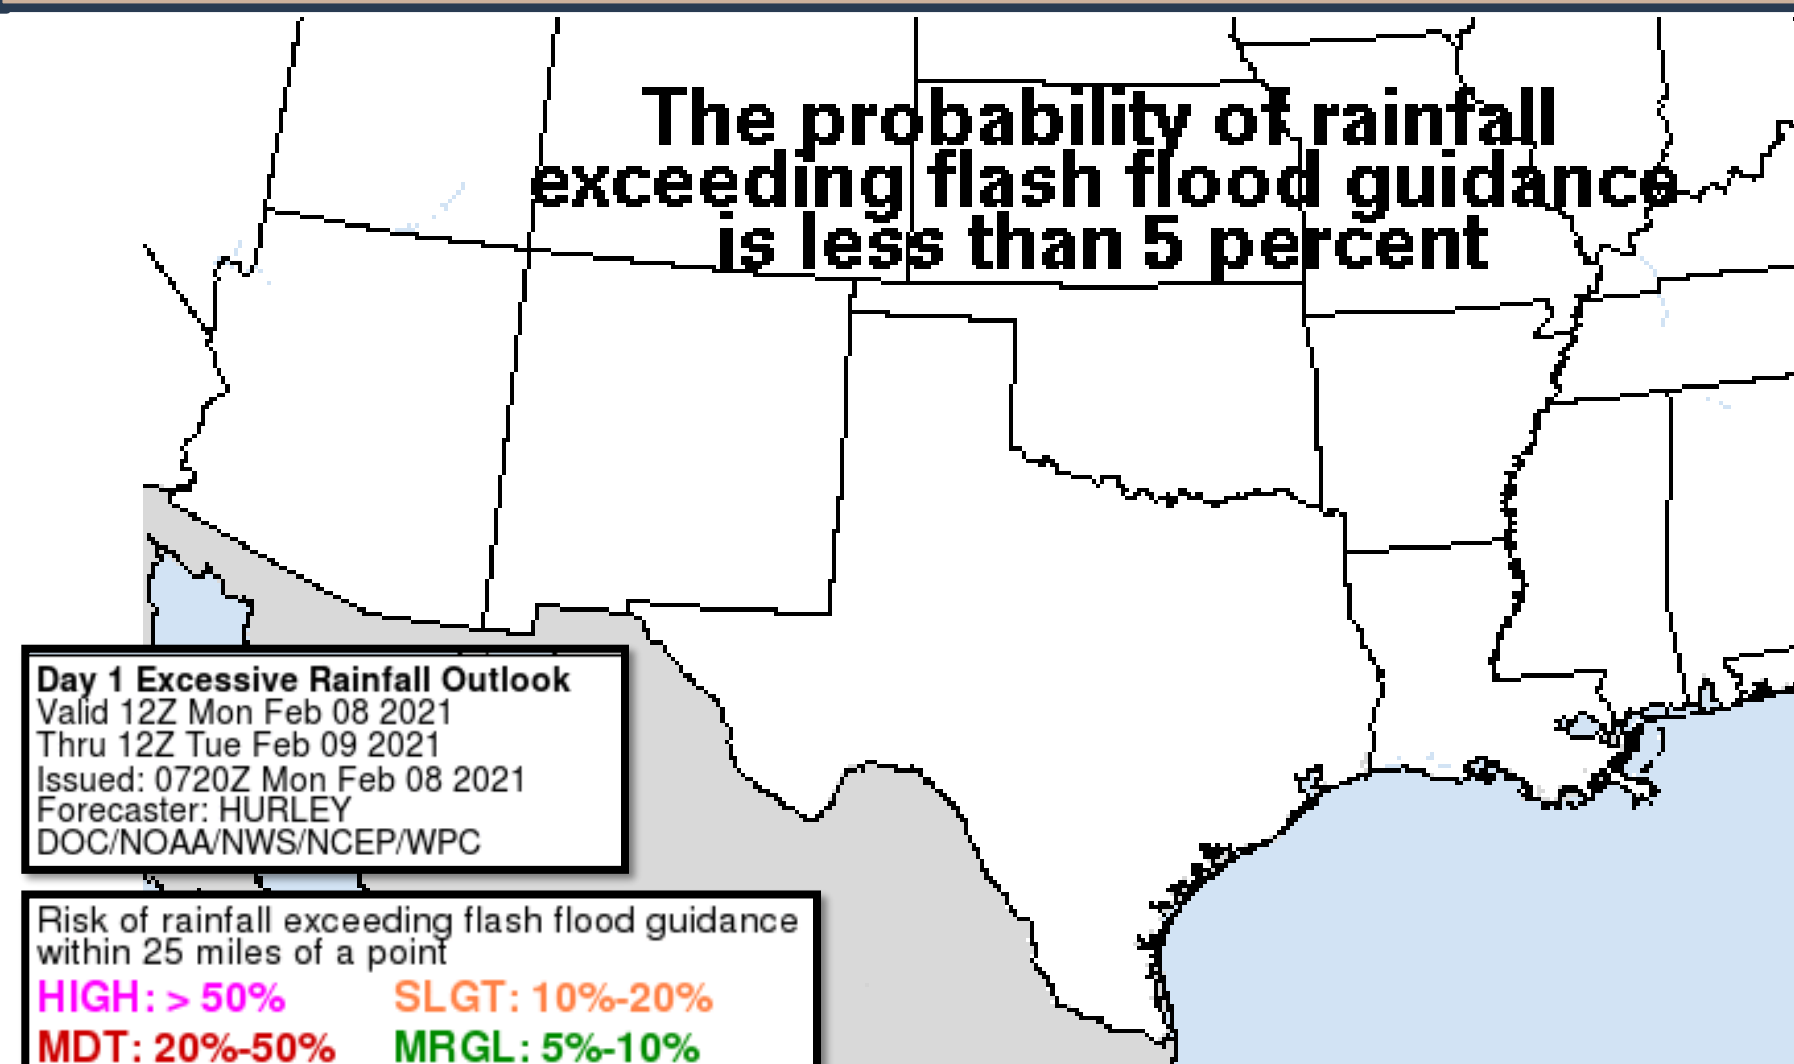 The probability of rainfall
exceeding flash flood guidance
is less than 5 percent
Day 1 Excessive Rainfall Outlook
Valid 12Z Mon Feb 08 2021
Thru 12Z Tue Feb 09 2021
Issued: 0720Z Mon Feb 08 2021
Forecaster: HURLEY
DOC/NOAA/NWS/NCEP/WPC
Risk of rainfall exceeding flash flood guidance
within 25 miles of a point
HIGH: > 50% SLGT: 10%-20%
MDT: 20%-50% MRGL: 5%-10%